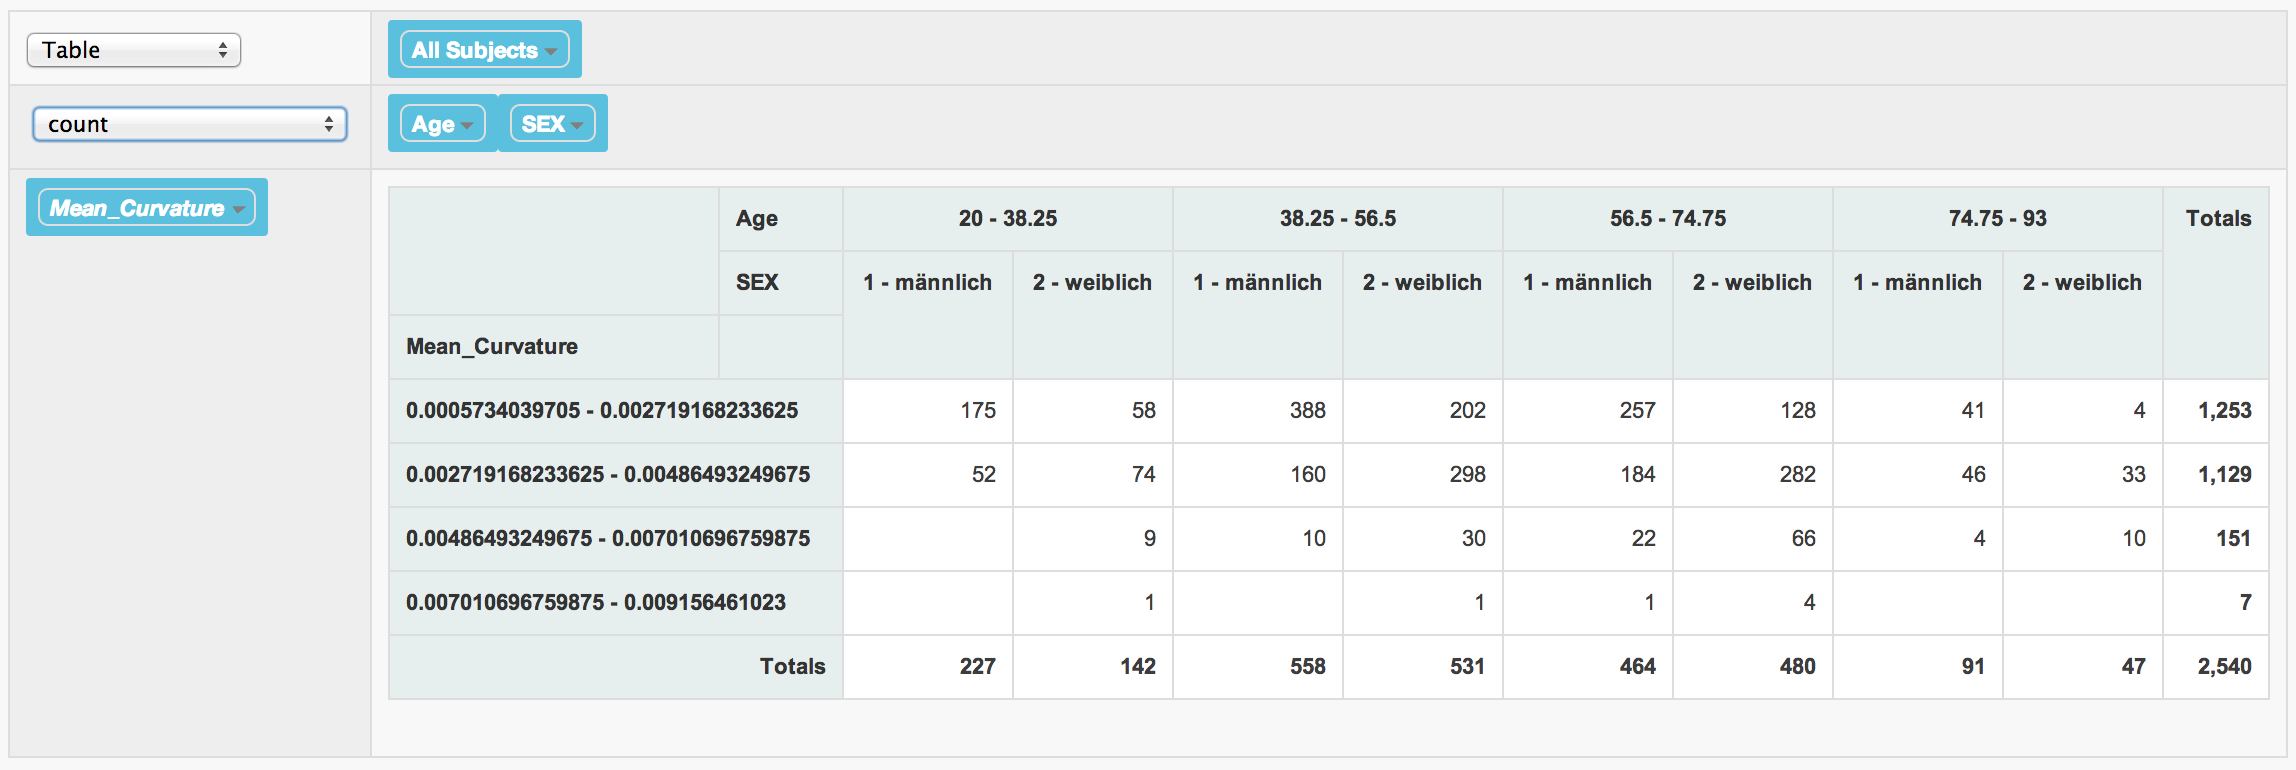 Table All Subjects
count Age SEX
Mean_Curvature
Age 20 - 38.25 38.25 - 56.5 56.5 - 74.75 74.75 - 93 Totals
SEX 1 - männlich 2 - weiblich 1 - männlich 2 - weiblich 1 - männlich 2 - weiblich 1 - männlich 2 - weiblich
Mean_Curvature
0.0005734039705 - 0.002719168233625 175 58 388 202 257 128 41 4 1,253
0.002719168233625 - 0.00486493249675 52 74 160 298 184 282 46 33 1,129
0.00486493249675 - 0.007010696759875 9 10 30 22 66 4 10 151
0.007010696759875 - 0.009156461023 1 1 1 4 7
Totals 227 142 558 531 464 480 91 47 2,540